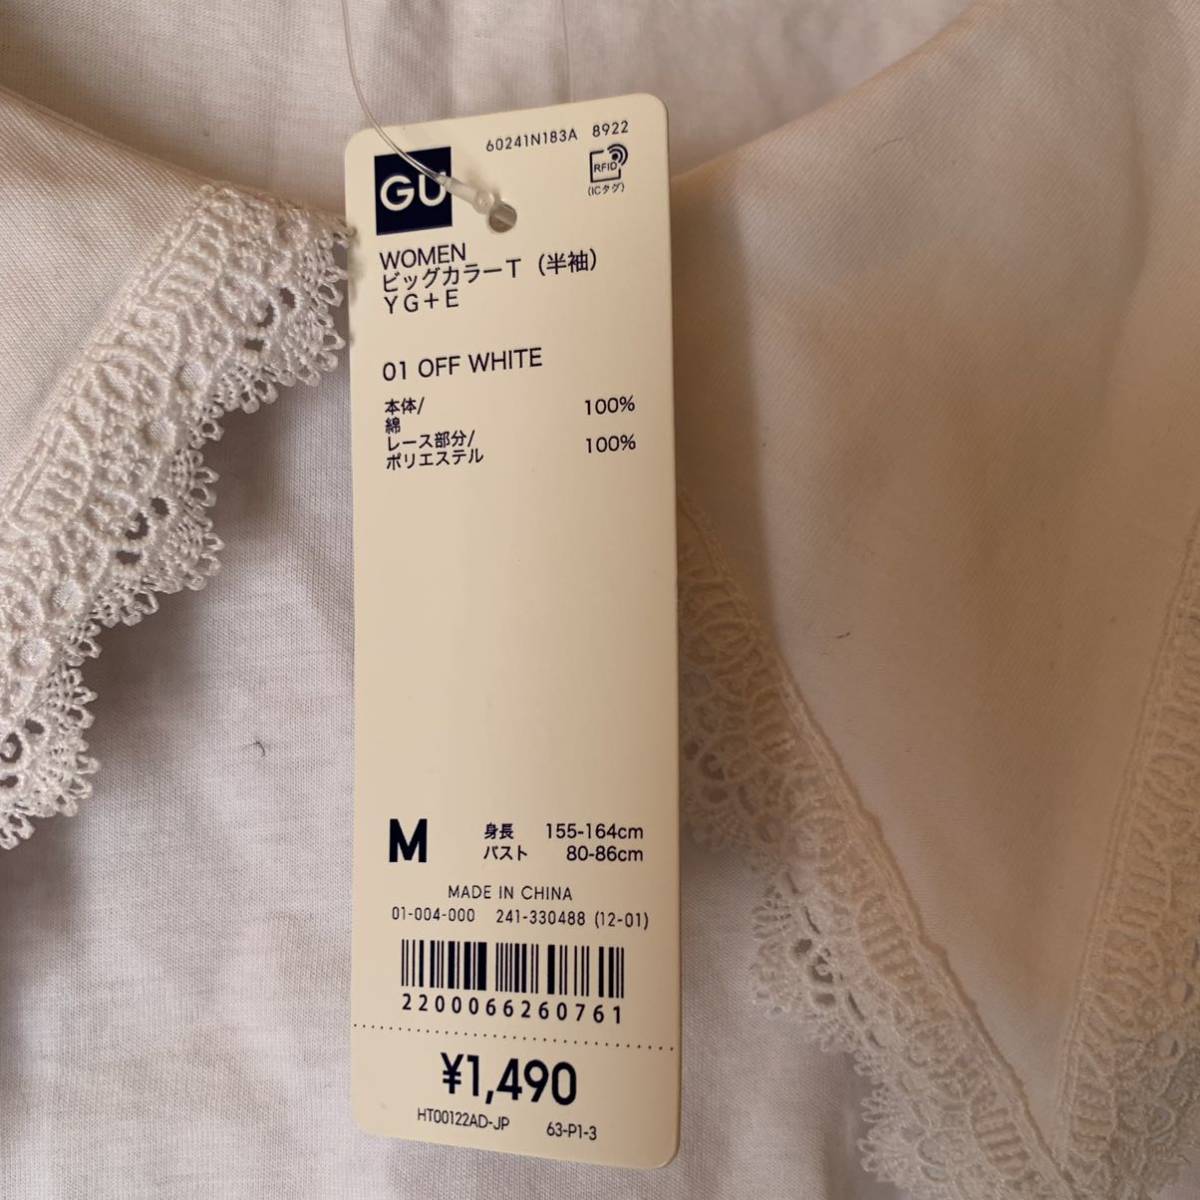 60241N183A 8922
GU
RFID
(ICタグ)
WOMEN
ビッグカラーT（半袖）
YG+E
01 OFF WHITE
本体/
綿 100%
レース部分/
ポリエステル 100%
M 身長 155-164cm
バスト 80-86cm
MADE IN CHINA
01-004-000 241-330488 (12-01)
2200066260761
¥1,490
HT00122AD-JP 63-P1-3